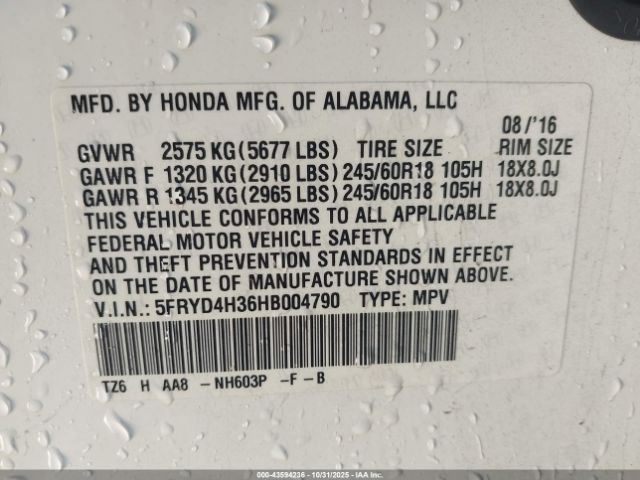 MFD. BY HONDA MFG. OF ALABAMA, LLC
08/'16
GVWR 2575 KG(5677 LBS) TIRE SIZE RIM SIZE
GAWR F 1320 KG(2910 LBS) 245/60R18 105H 18X8.0J
GAWR R 1345 KG(2965 LBS) 245/60R18 105H 18X8.0J
THIS VEHICLE CONFORMS TO ALL APPLICABLE
FEDERAL MOTOR VEHICLE SAFETY
AND THEFT PREVENTION STANDARDS IN EFFECT
ON THE DATE OF MANUFACTURE SHOWN ABOVE.
V.I.N.: 5FRYD4H36HB004790 TYPE: MPV
TZ6 H AA8 -NH603P -F-B
000-43594236 - 10/31/2025 - IAAI.COM